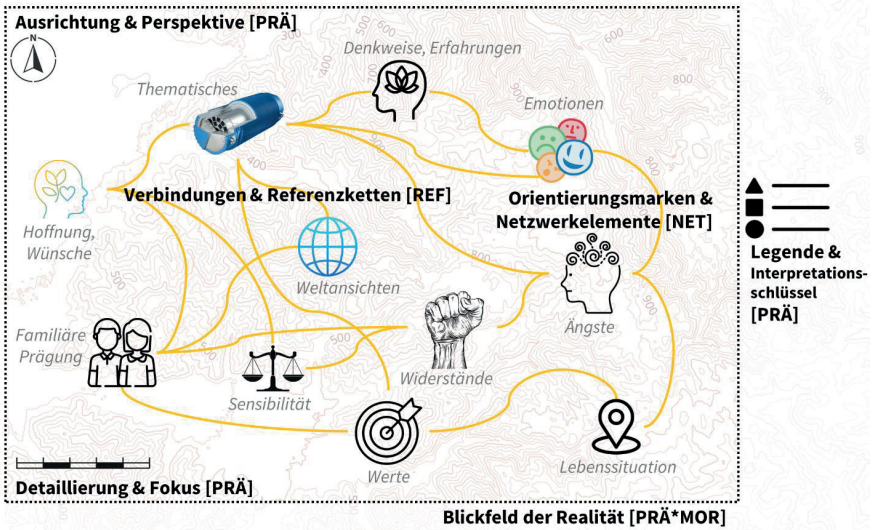 Ausrichtung & Perspektive [PRÄ]
N
Denkweise, Erfahrungen
Thematisches
Emotionen
Verbindungen & Referenzketten [REF]
Orientierungsmarken &
Netzwerkelemente [NET]
Hoffnung,
Wünsche
Weltansichten
Legende &
Interpretations-
schlüssel
[PRÄ]
Familiäre
Prägung
Ängste
Sensibilität
Widerstände
Werte
Lebenssituation
Detaillierung & Fokus [PRÄ]
Blickfeld der Realität [PRÄ*MOR]